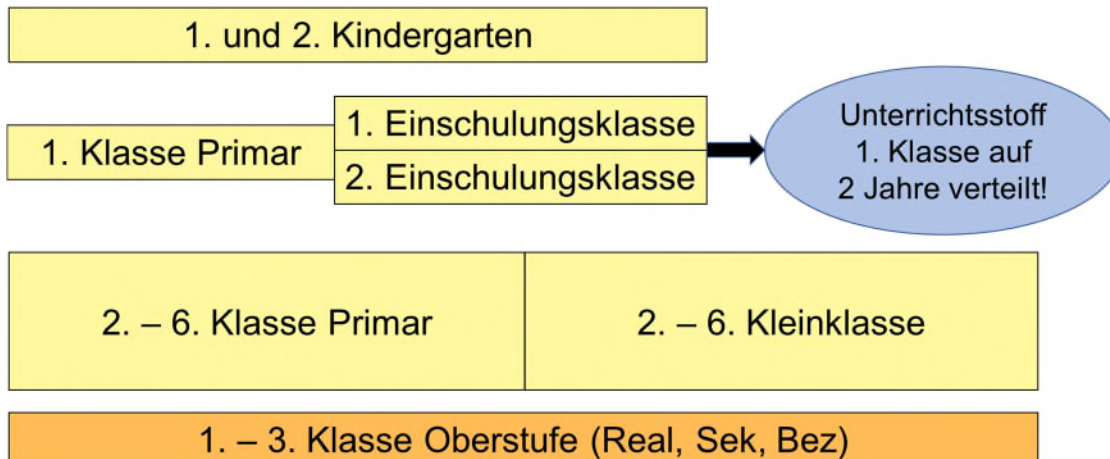 1. und 2. Kindergarten
1. Klasse Primar
1. Einschulungsklasse
2. Einschulungsklasse
Unterrichtsstoff
1. Klasse auf
2 Jahre verteilt!
2. – 6. Klasse Primar
2. – 6. Kleinklasse
1. – 3. Klasse Oberstufe (Real, Sek, Bez)